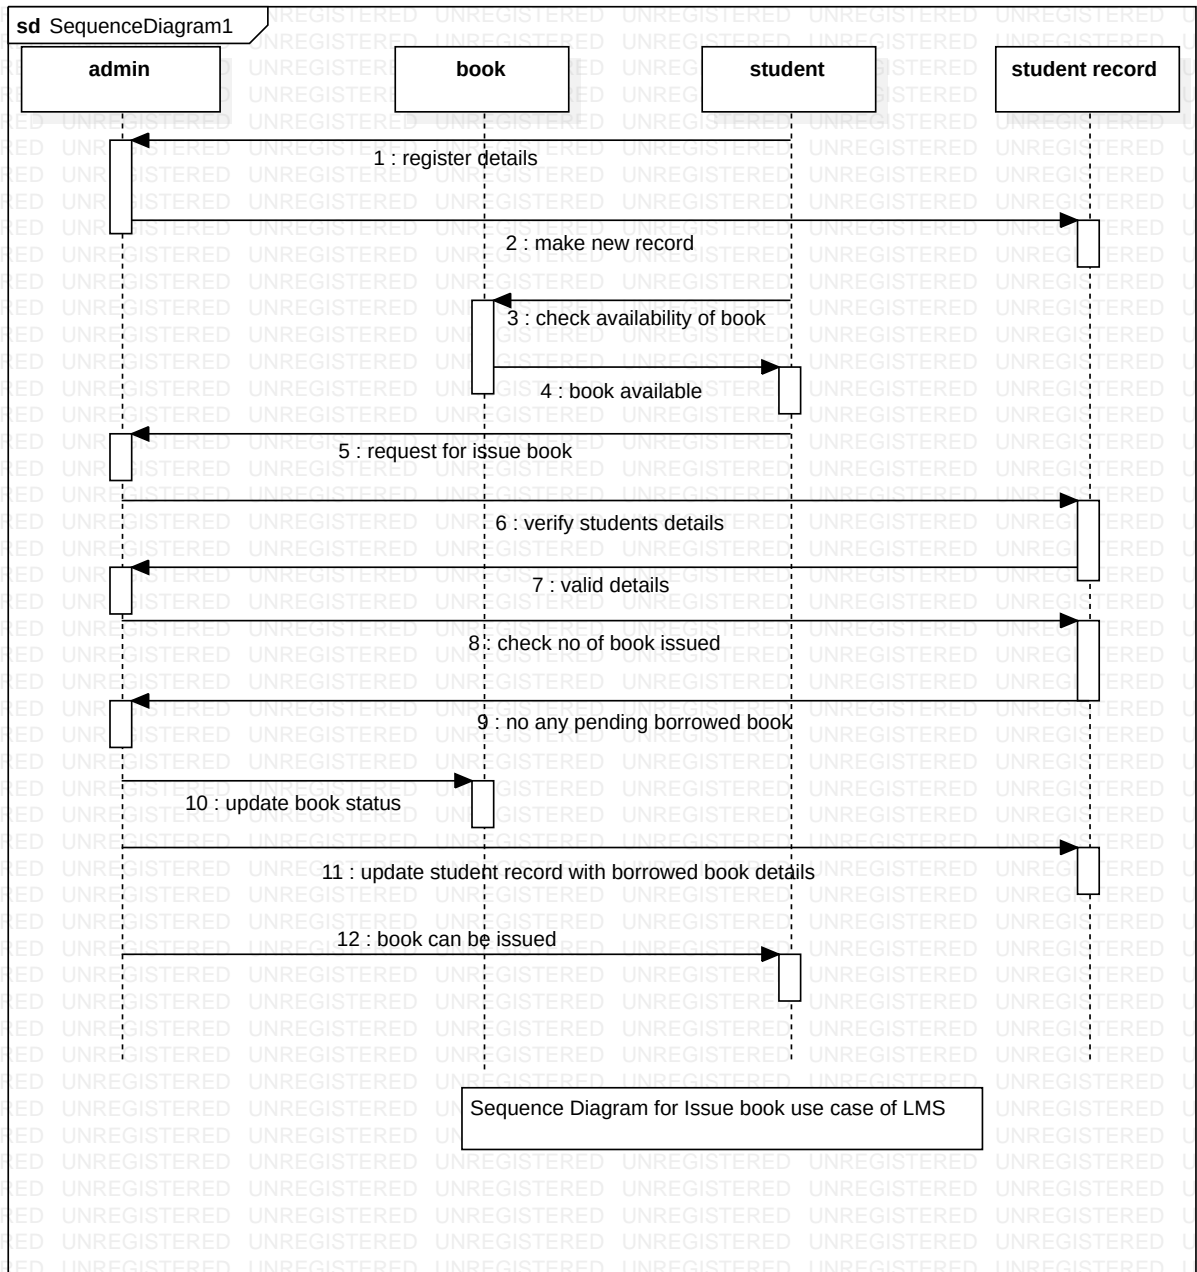 sd SequenceDiagram1
admin
book
student
student record
1 : register details
2 : make new record
3 : check availability of book
4 : book available
5 : request for issue book
6 : verify students details
7 : valid details
8 : check no of book issued
9 : no any pending borrowed book
10 : update book status
11 : update student record with borrowed book details
12 : book can be issued
Sequence Diagram for Issue book use case of LMS
UNREGISTERED